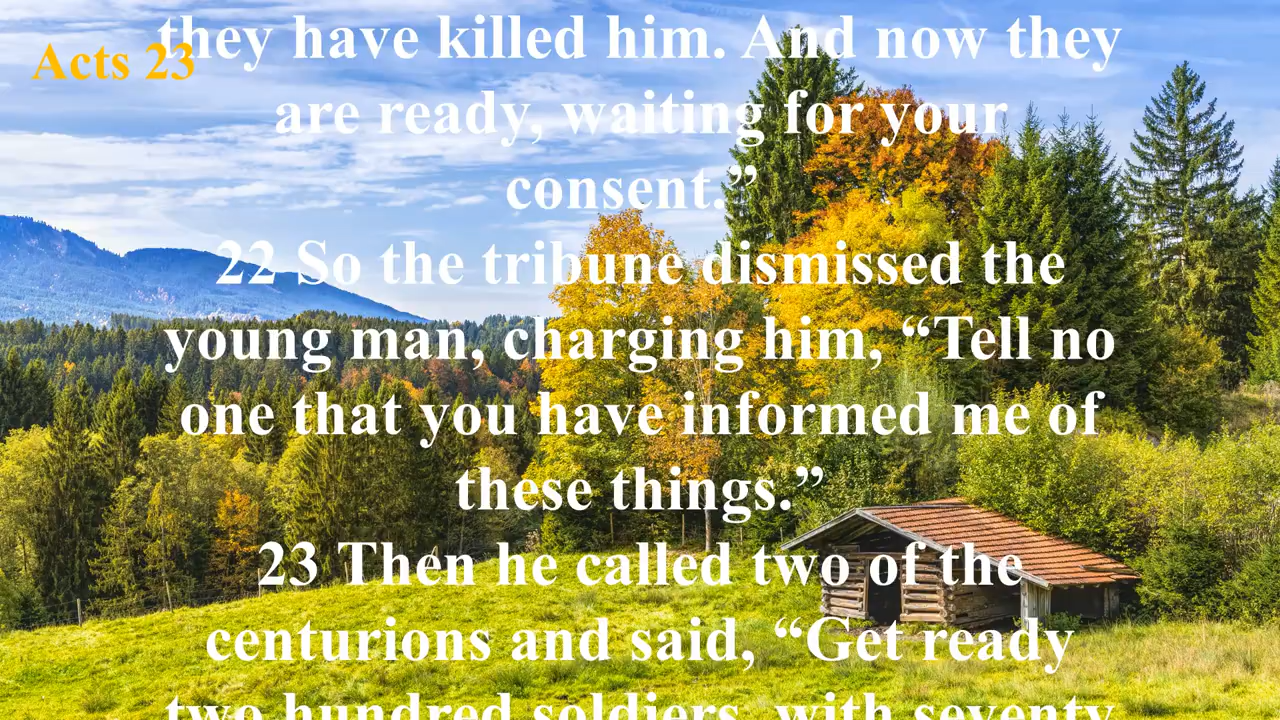 they have killed him. And now they
Acts 23
are ready, waiting for your
consent.”
22 So the tribune dismissed the
young man, charging him, “Tell no
one that you have informed me of
these things.”
23 Then he called two of the
centurions and said, “Get ready
two hundred soldiers, with seventy